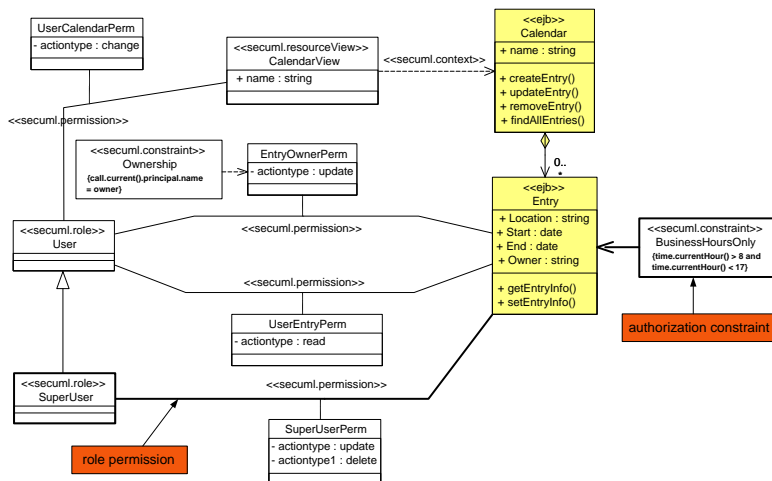 UserCalendarPerm
- actiontype : change
<<secuml.resourceView>>
CalendarView
+ name : string
<<secuml.context>>
<<ejb>>
Calendar
+ name : string
+ createEntry()
+ updateEntry()
+ removeEntry()
+ findAllEntries()
<<secuml.permission>>
<<secuml.constraint>>
Ownership
{call.current().principal.name
= owner}
EntryOwnerPerm
- actiontype : update
0..
*
<<ejb>>
Entry
+ Location : string
+ Start : date
+ End : date
+ Owner : string
+ getEntryInfo()
+ setEntryInfo()
<<secuml.constraint>>
BusinessHoursOnly
{time.currentHour() > 8 and
time.currentHour() < 17}
<<secuml.role>>
User
<<secuml.permission>>
<<secuml.permission>>
UserEntryPerm
- actiontype : read
authorization constraint
<<secuml.role>>
SuperUser
<<secuml.permission>>
SuperUserPerm
- actiontype : update
- actiontype1 : delete
role permission